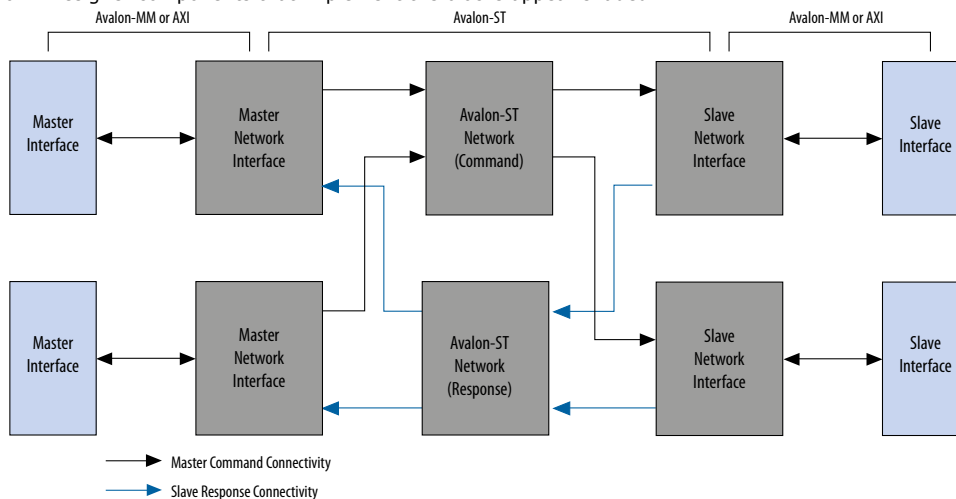 Avalon-MM or AXI
Avalon-ST
Avalon-MM or AXI
Master
Interface
Master
Network
Interface
Avalon-ST
Network
(Command)
Slave
Network
Interface
Slave
Interface
Master
Interface
Master
Network
Interface
Avalon-ST
Network
(Response)
Slave
Network
Interface
Slave
Interface
Master Command Connectivity
Slave Response Connectivity